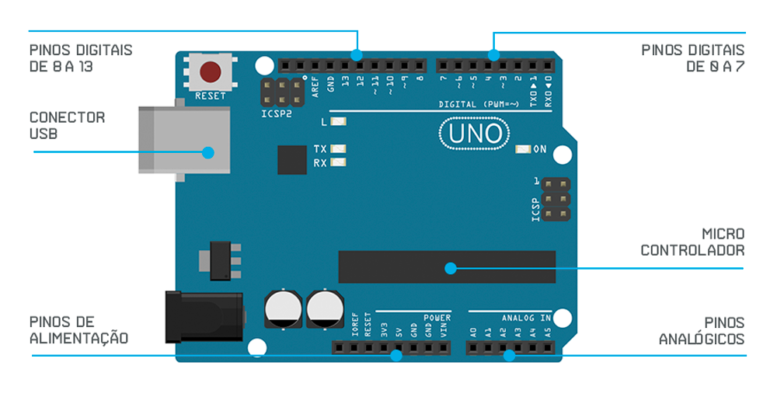 PINOS DIGITAIS
DE 8 A 13
PINOS DIGITAIS
DE 0 A 7
CONECTOR
USB
MICRO
CONTROLADOR
PINOS DE
ALIMENTAÇÃO
PINOS
ANALÓGICOS
RESET
ICSP2
AREF
GND
13
12
~11
~10
~9
8
7
~6
~5
4
~3
2
TX0▶1
RX0◀0
DIGITAL (PWM=~)
L
TX
RX
UNO
ON
1
ICSP
POWER
ANALOG IN
IOREF
RESET
3V3
5V
GND
GND
VIN
A0
A1
A2
A3
A4
A5